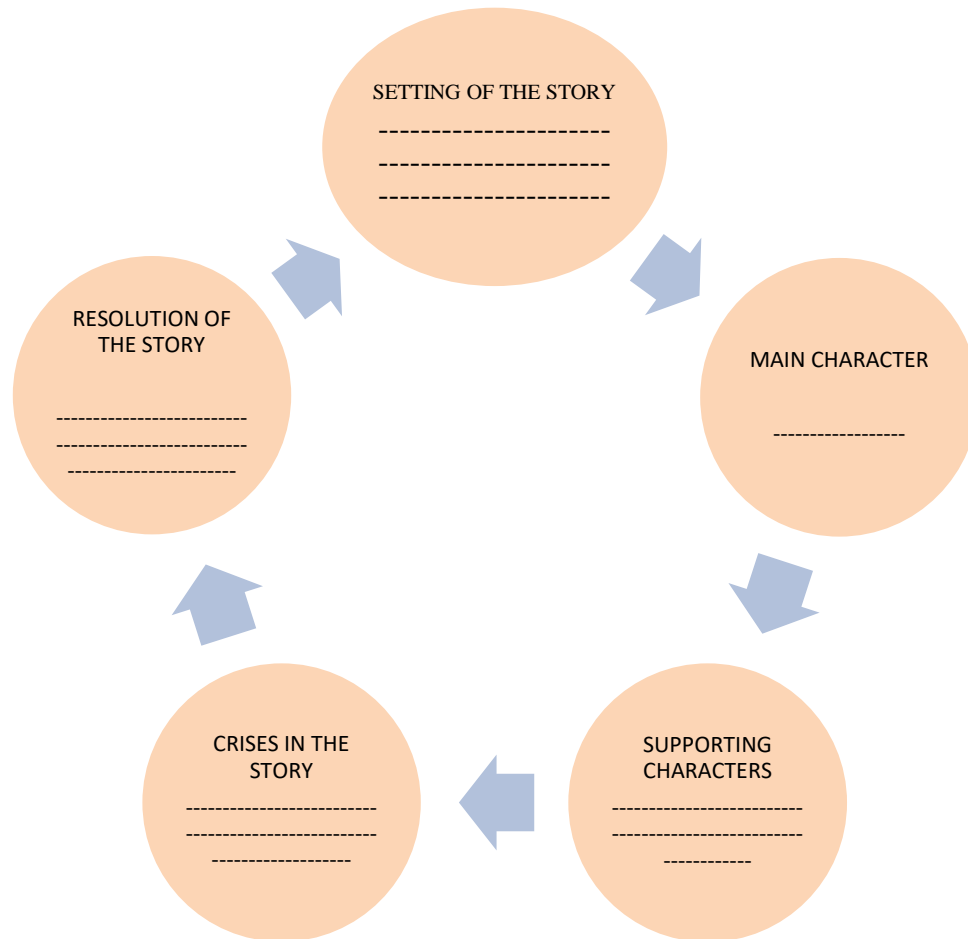 SETTING OF THE STORY
----------------------
----------------------
----------------------
MAIN CHARACTER
------------------
SUPPORTING
CHARACTERS
--------------------------
--------------------------
------------
CRISES IN THE
STORY
--------------------------
--------------------------
-------------------
RESOLUTION OF
THE STORY
--------------------------
--------------------------
-----------------------